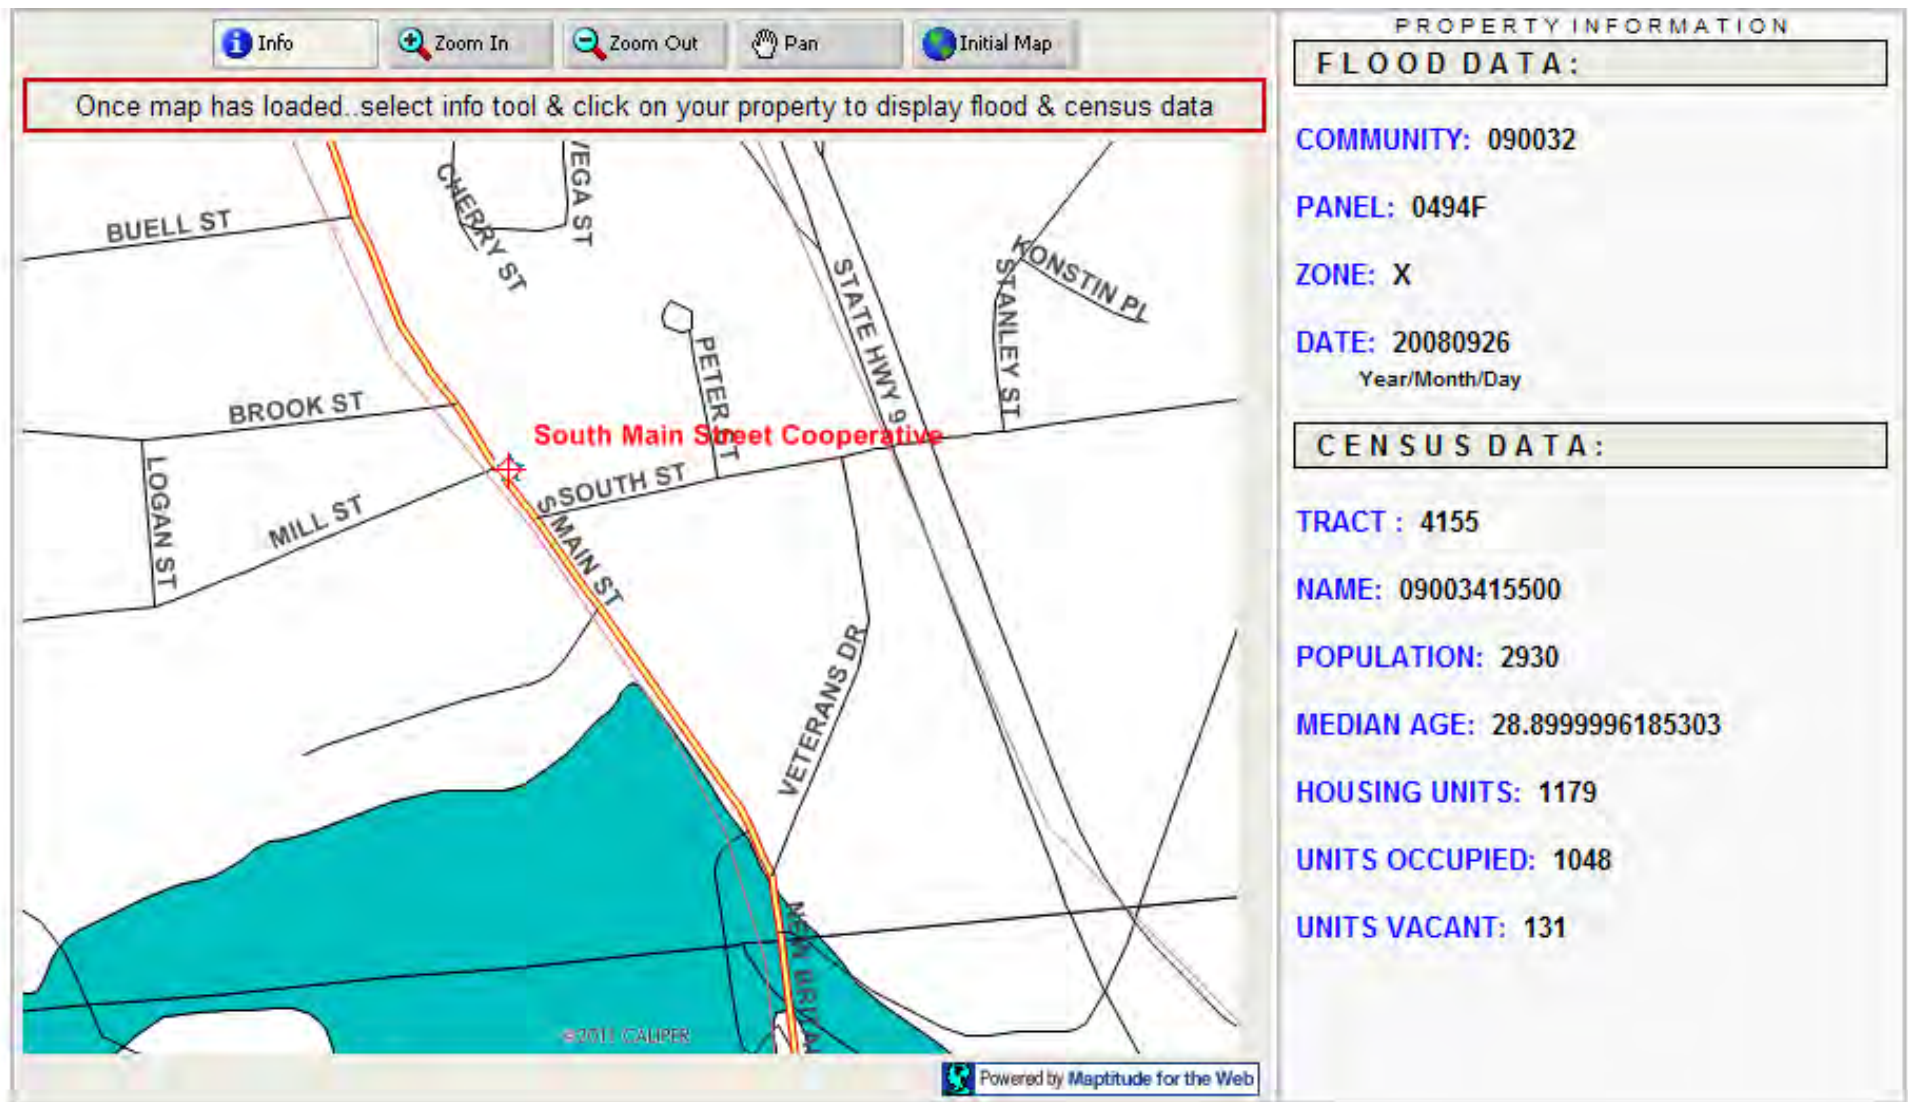 Info
Zoom In
Zoom Out
Pan
Initial Map
Once map has loaded..select info tool & click on your property to display flood & census data
BUELL ST
CHERRY ST
VEGA ST
STATE HWY 9
KONSTIN PL
STANLEY ST
PETER ST
BROOK ST
South Main Street Cooperative
LOGAN ST
MILL ST
SOUTH ST
S MAIN ST
VETERANS DR
NEW BRITAI
©2011 CALIPER
Powered by Maptitude for the Web
PROPERTY INFORMATION
FLOOD DATA:
COMMUNITY: 090032
PANEL: 0494F
ZONE: X
DATE: 20080926
Year/Month/Day
CENSUS DATA:
TRACT : 4155
NAME: 09003415500
POPULATION: 2930
MEDIAN AGE: 28.8999996185303
HOUSING UNITS: 1179
UNITS OCCUPIED: 1048
UNITS VACANT: 131